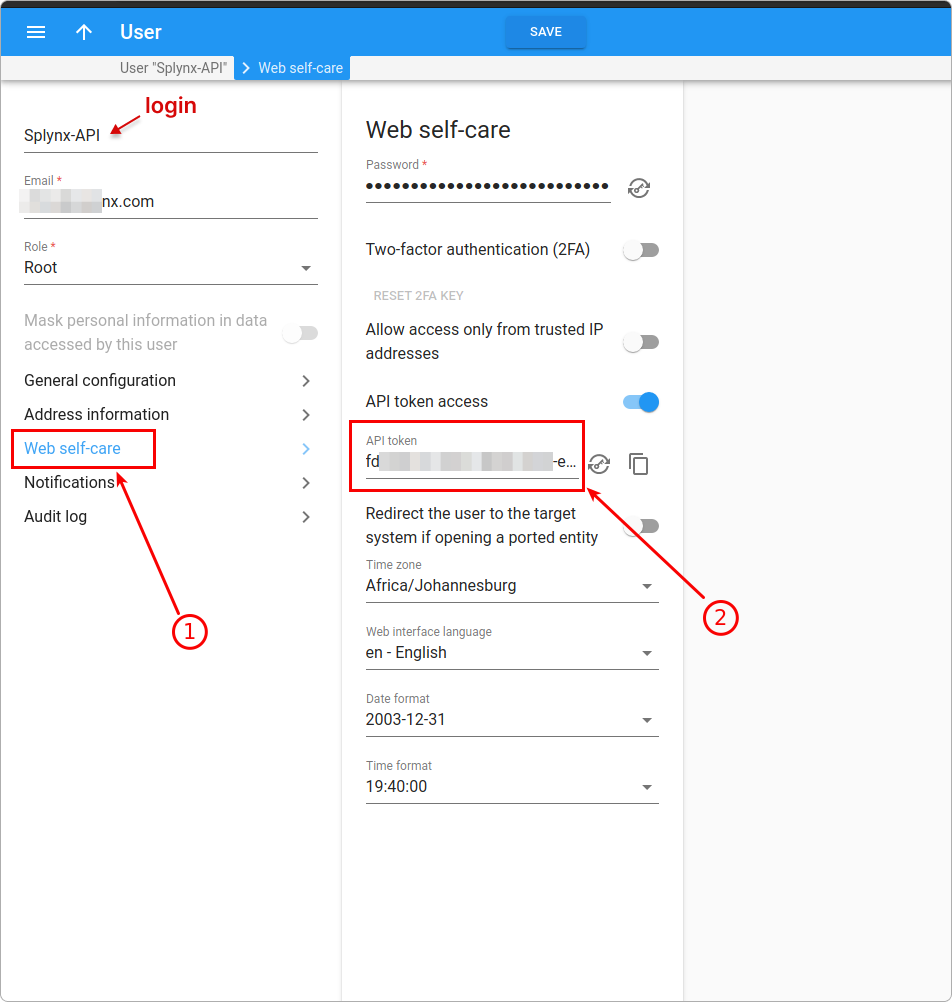 User
SAVE
User "Splynx-API"
Web self-care
login
Splynx-API
Email *
nx.com
Role *
Root
Mask personal information in data
accessed by this user
General configuration
Address information
Web self-care
Notifications
Audit log
1
Web self-care
Password *
Two-factor authentication (2FA)
RESET 2FA KEY
Allow access only from trusted IP
addresses
API token access
API token
fd -e...
Redirect the user to the target
system if opening a ported entity
2
Time zone
Africa/Johannesburg
Web interface language
en - English
Date format
2003-12-31
Time format
19:40:00